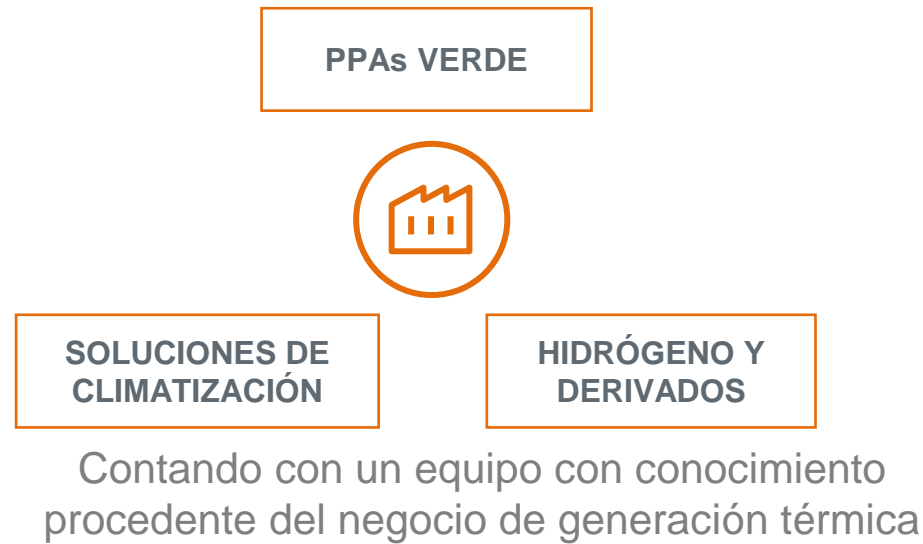 PPAs VERDE
SOLUCIONES DE
CLIMATIZACIÓN
HIDRÓGENO Y
DERIVADOS
Contando con un equipo con conocimiento
procedente del negocio de generación térmica